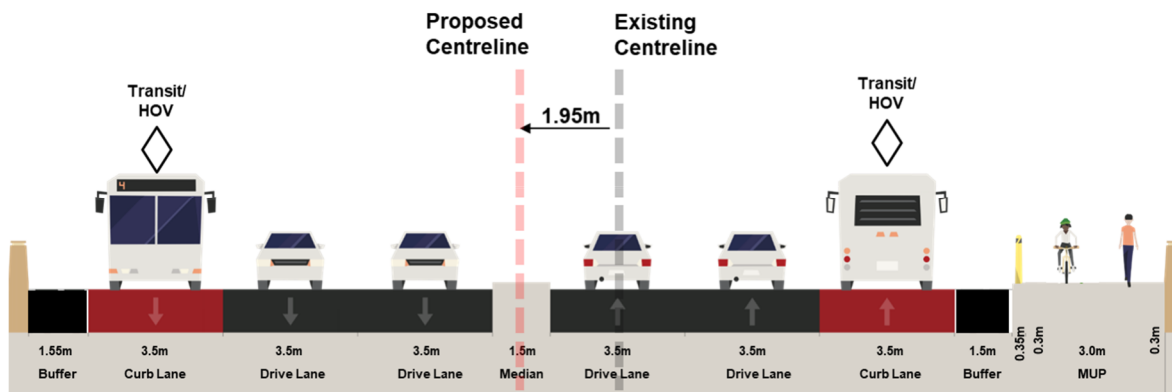 Proposed
Centreline
Existing
Centreline
Transit/
HOV
Transit/
HOV
1.95m
4
1.55m
3.5m
3.5m
3.5m
1.5m
3.5m
3.5m
3.5m
1.5m
0.35m
0.3m
3.0m
0.3m
Buffer
Curb Lane
Drive Lane
Drive Lane
Median
Drive Lane
Drive Lane
Curb Lane
Buffer
MUP